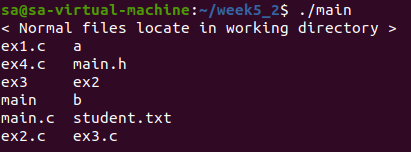 sa@sa-virtual-machine:~/week5_2$ ./main
< Normal files locate in working directory >
ex1.c   a
ex4.c   main.h
ex3     ex2
main    b
main.c  student.txt
ex2.c   ex3.c